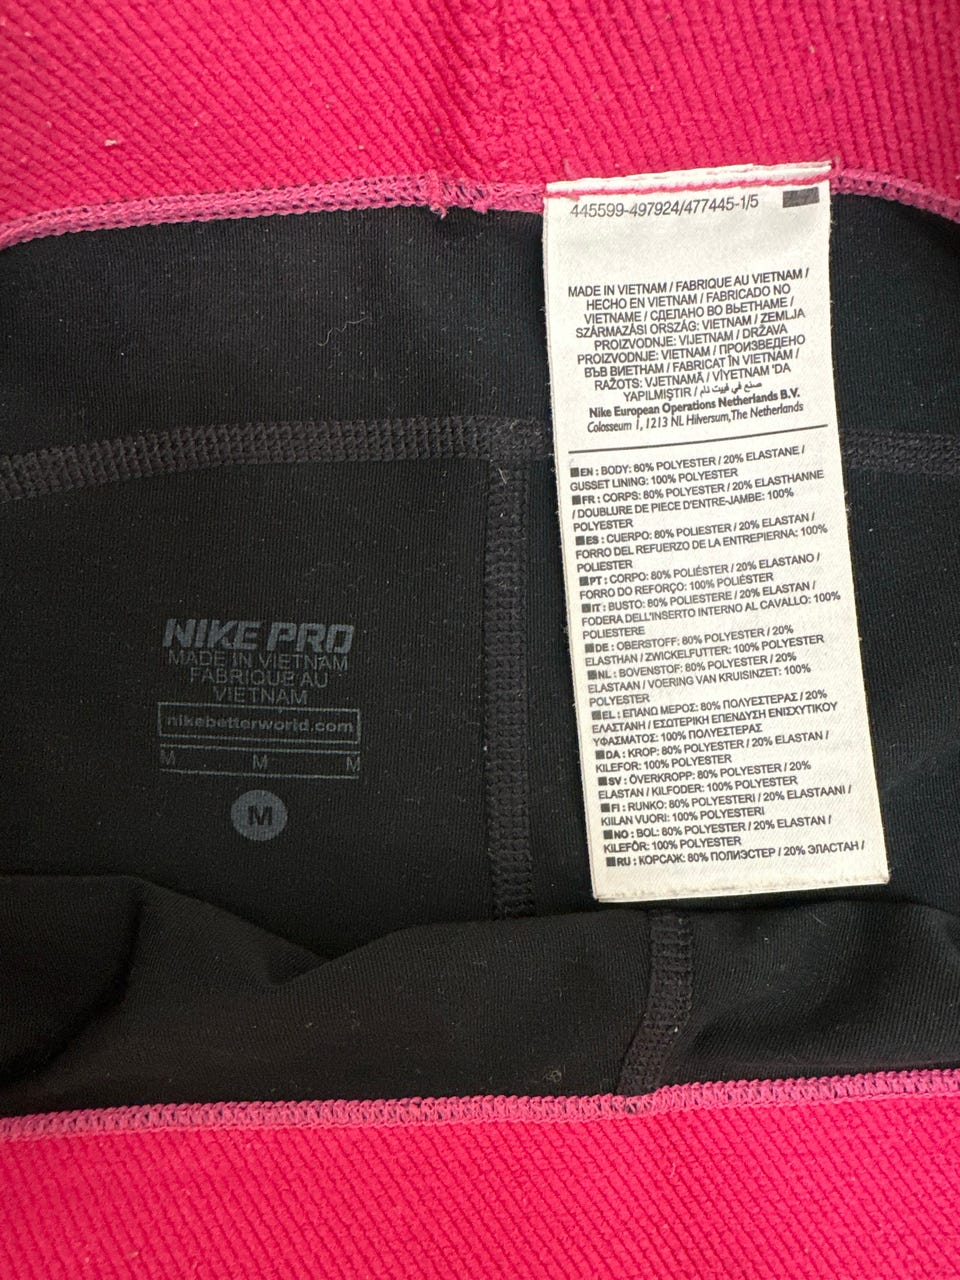 445599-497924/477445-1/5
MADE IN VIETNAM / FABRIQUE AU VIETNAM /
HECHO EN VIETNAM / FABRICADO NO
VIETNAME / СДЕЛАНО ВО ВЬЕТНАМЕ /
SZÁRMAZÁSI ORSZÁG: VIETNAM / ZEMLJA
PROIZVODNJE: VIJETNAM / DRŽAVA
PROIZVODNJE: VIETNAM / ПРОИЗВЕДЕНО
ВЪВ ВИЕТНАМ / FABRICAT ÎN VIETNAM /
RAŽOTS: VJETNAMĀ / VİYETNAM 'DA
YAPILMIŞTIR / صنع في فييت نام
Nike European Operations Netherlands B.V.
Colosseum 1, 1213 NL Hilversum, The Netherlands
EN : BODY: 80% POLYESTER / 20% ELASTANE /
GUSSET LINING: 100% POLYESTER
FR : CORPS: 80% POLYESTER / 20% ELASTHANNE
/ DOUBLURE DE PIECE D'ENTRE-JAMBE: 100%
POLYESTER
ES : CUERPO: 80% POLIESTER / 20% ELASTAN /
FORRO DEL REFUERZO DE LA ENTREPIERNA: 100%
POLIESTER
PT : CORPO: 80% POLIÉSTER / 20% ELASTANO /
FORRO DO REFORÇO: 100% POLIÉSTER
IT : BUSTO: 80% POLIESTERE / 20% ELASTAN /
FODERA DELL'INSERTO INTERNO AL CAVALLO: 100%
POLIESTERE
DE : OBERSTOFF: 80% POLYESTER / 20%
ELASTHAN / ZWICKELFUTTER: 100% POLYESTER
NL : BOVENSTOF: 80% POLYESTER / 20%
ELASTAAN / VOERING VAN KRUISINZET: 100%
POLYESTER
EL : ΕΠΑΝΩ ΜΕΡΟΣ: 80% ΠΟΛΥΕΣΤΕΡΑΣ / 20%
ΕΛΑΣΤΑΝΗ / ΕΣΩΤΕΡΙΚΗ ΕΠΕΝΔΥΣΗ ΕΝΙΣΧΥΤΙΚΟΥ
ΥΦΑΣΜΑΤΟΣ: 100% ΠΟΛΥΕΣΤΕΡΑΣ
DA : KROP: 80% POLYESTER / 20% ELASTAN /
KILEFOR: 100% POLYESTER
SV : ÖVERKROPP: 80% POLYESTER / 20%
ELASTAN / KILFODER: 100% POLYESTER
FI : RUNKO: 80% POLYESTERI / 20% ELASTAANI /
KIILAN VUORI: 100% POLYESTERI
NO : BOL: 80% POLYESTER / 20% ELASTAN /
KILEFÔR: 100% POLYESTER
RU : КОРСАЖ: 80% ПОЛИЭСТЕР / 20% ЭЛАСТАН /
NIKE PRO
MADE IN VIETNAM
FABRIQUE AU
VIETNAM
nikebetterworld.com
M M M
M